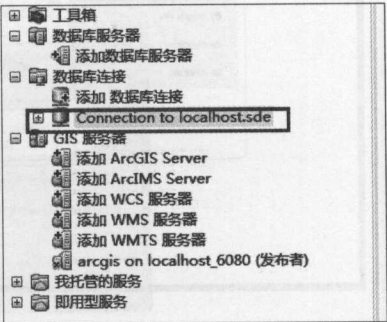 工具箱
数据库服务器
添加数据库服务器
数据库连接
添加 数据库连接
Connection to localhost.sde
GIS 服务器
添加 ArcGIS Server
添加 ArcIMS Server
添加 WCS 服务器
添加 WMS 服务器
添加 WMTS 服务器
arcgis on localhost_6080 (发布者)
我托管的服务
即用型服务